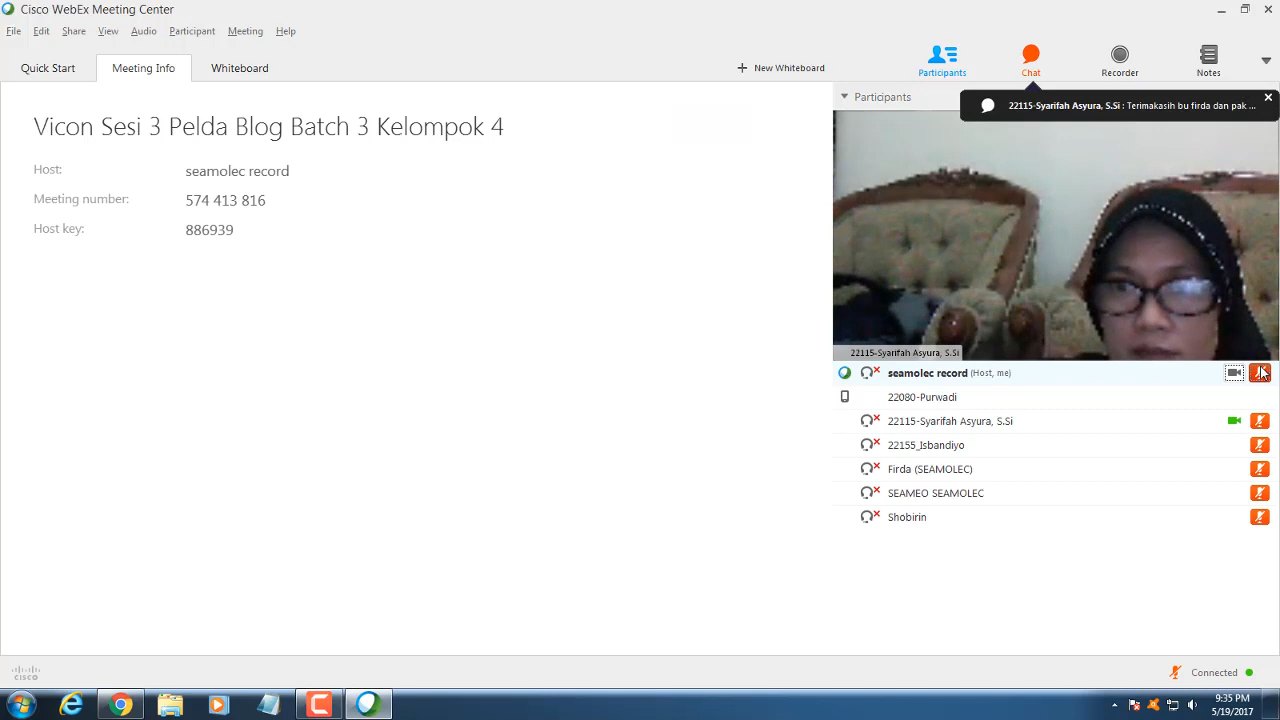 Cisco WebEx Meeting Center
File Edit Share View Audio Participant Meeting Help
Quick Start Meeting Info Whiteboard
+ New Whiteboard
Participants Chat Recorder Notes
Participants
22115-Syarifah Asyura, S.Si : Terimakasih bu firda dan pak ...
Vicon Sesi 3 Pelda Blog Batch 3 Kelompok 4
Host: seamolec record
Meeting number: 574 413 816
Host key: 886939
22115-Syarifah Asyura, S.Si
seamolec record (Host, me)
22080-Purwadi
22115-Syarifah Asyura, S.Si
22155_Isbandiyo
Firda (SEAMOLEC)
SEAMEO SEAMOLEC
Shobirin
cisco
Connected
9:35 PM
5/19/2017